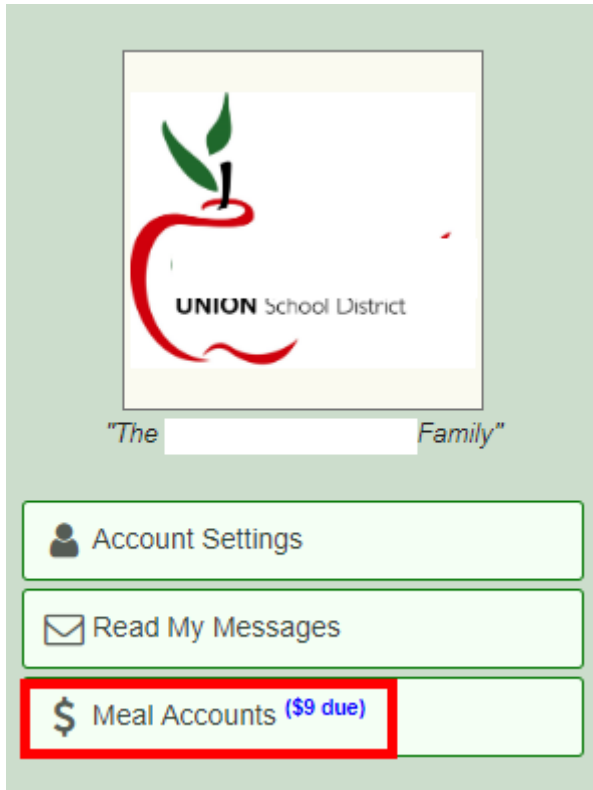 UNION School District
"The Family"
Account Settings
Read My Messages
$ Meal Accounts ($9 due)